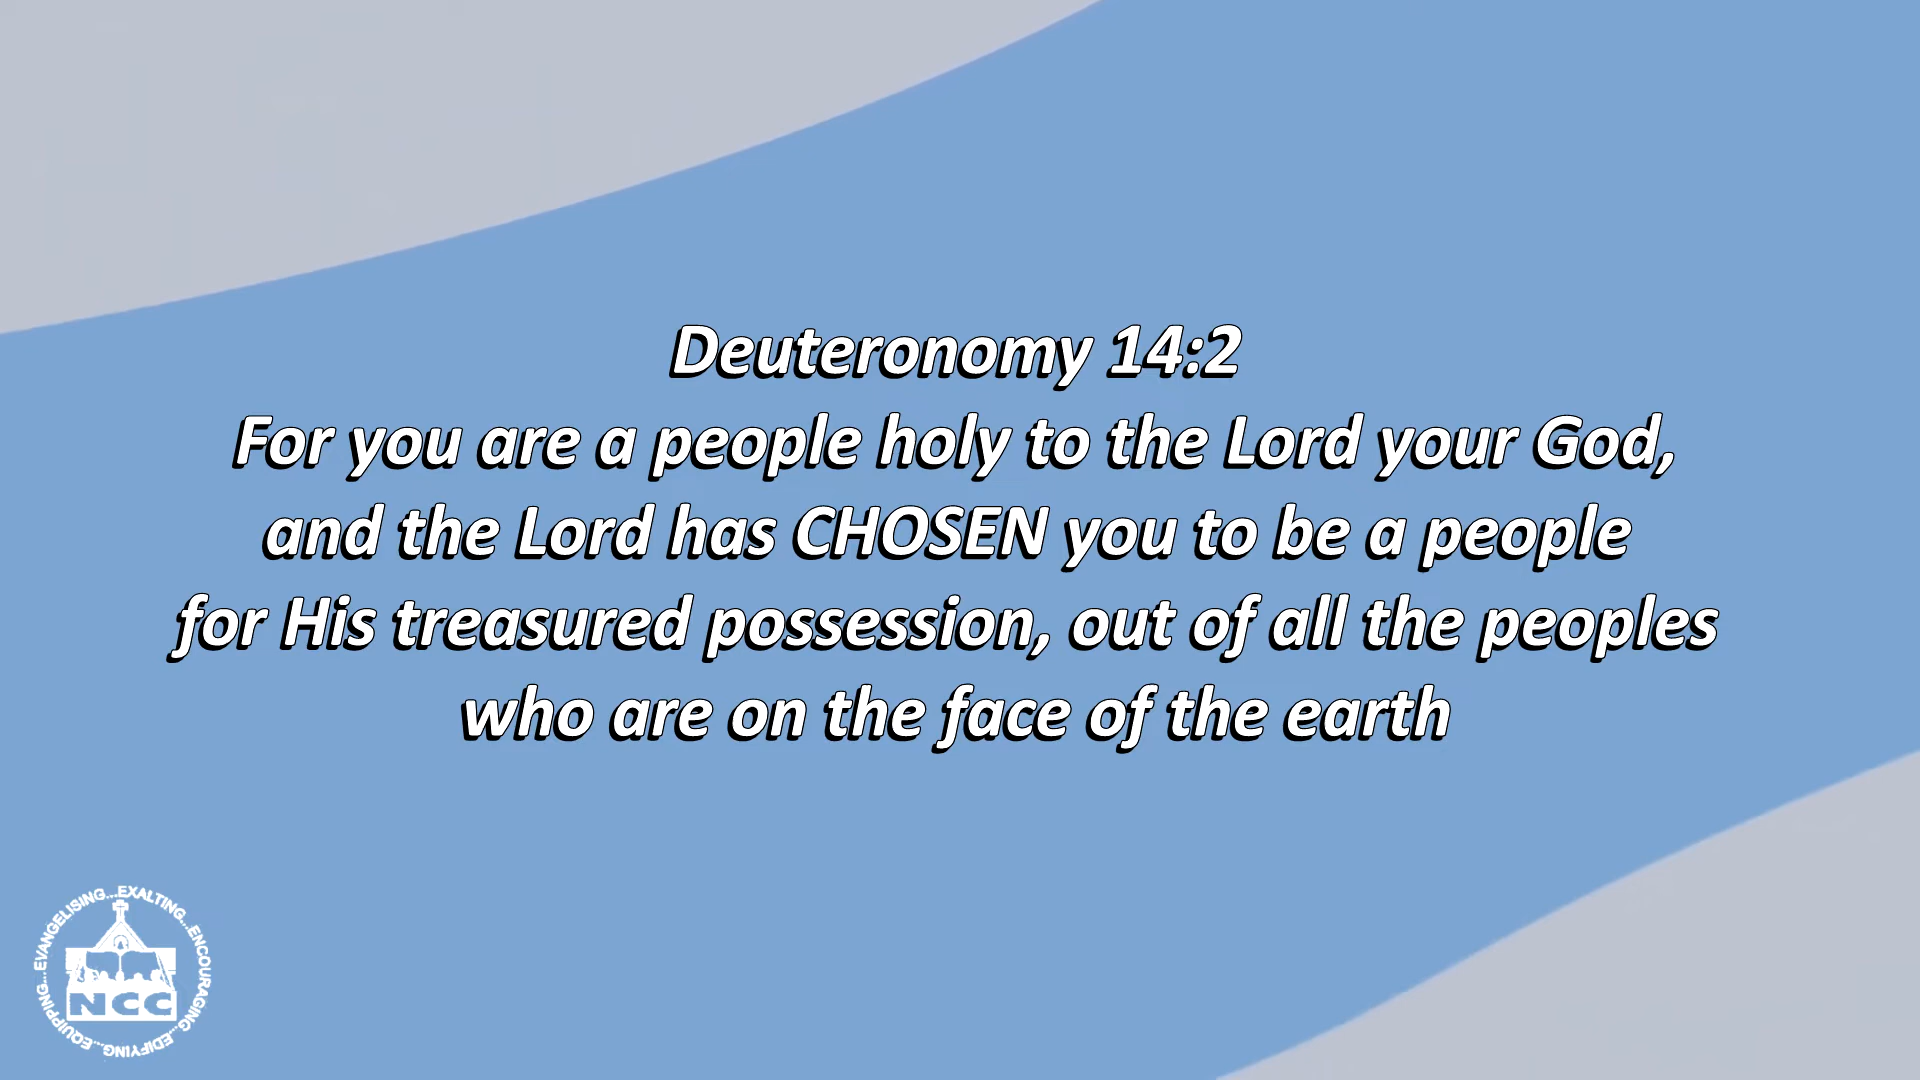 Deuteronomy 14:2
For you are a people holy to the Lord your God,
and the Lord has CHOSEN you to be a people
for His treasured possession, out of all the peoples
who are on the face of the earth
EQUIPPING...EVANGELISING...EXALTING...ENCOURAGING...EDIFYING...
NCC